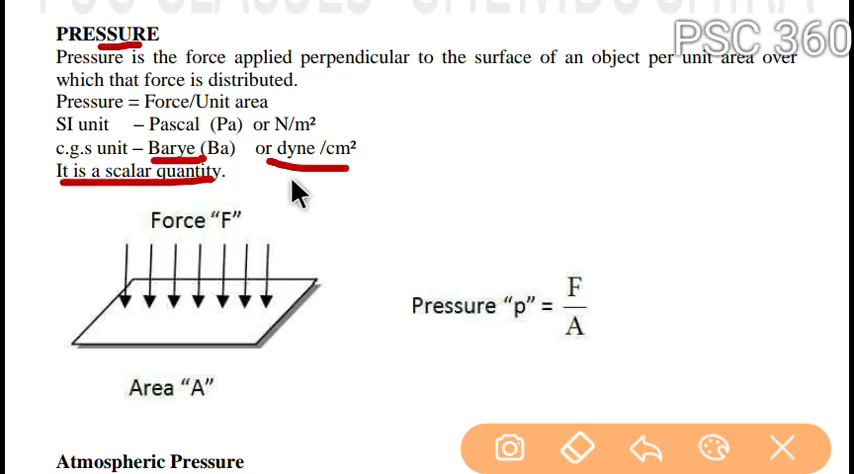 PSC 360
PRESSURE
Pressure is the force applied perpendicular to the surface of an object per unit area over
which that force is distributed.
Pressure = Force/Unit area
SI unit – Pascal (Pa) or N/m²
c.g.s unit – Barye (Ba) or dyne /cm²
It is a scalar quantity.
Force “F”
Pressure “p” =
F
A
Area “A”
Atmospheric Pressure